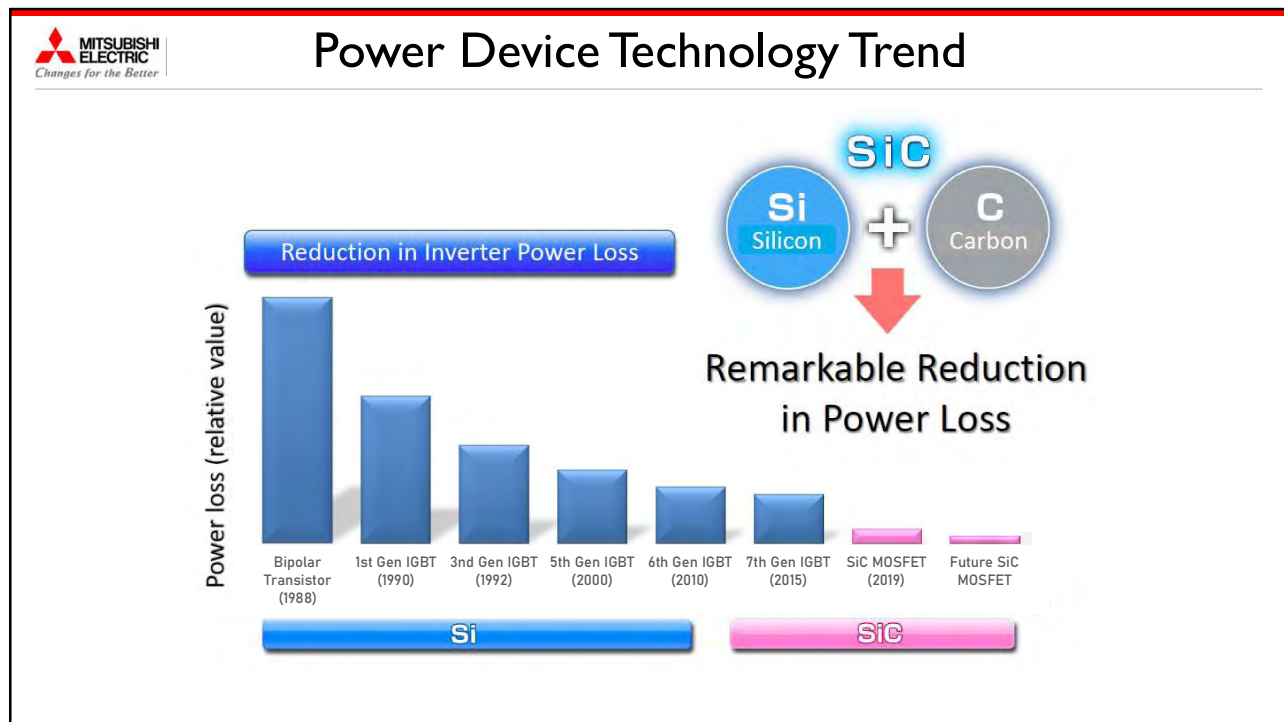 MITSUBISHI
ELECTRIC
Changes for the Better
Power Device Technology Trend
SiC
Si
Silicon
+
C
Carbon
Reduction in Inverter Power Loss
Remarkable Reduction
in Power Loss
Power loss (relative value)
Bipolar
Transistor
(1988)
1st Gen IGBT
(1990)
3nd Gen IGBT
(1992)
5th Gen IGBT
(2000)
6th Gen IGBT
(2010)
7th Gen IGBT
(2015)
SiC MOSFET
(2019)
Future SiC
MOSFET
Si
SiC